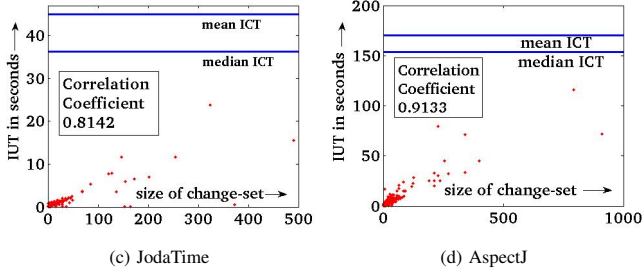 IUT in seconds
40
30
20
10
0
mean ICT
median ICT
Correlation
Coefficient
0.8142
size of change-set
0 100 200 300 400 500
(c) JodaTime
IUT in seconds
200
150
100
50
0
mean ICT
median ICT
Correlation
Coefficient
0.9133
size of change-set
0 500 1000
(d) AspectJ